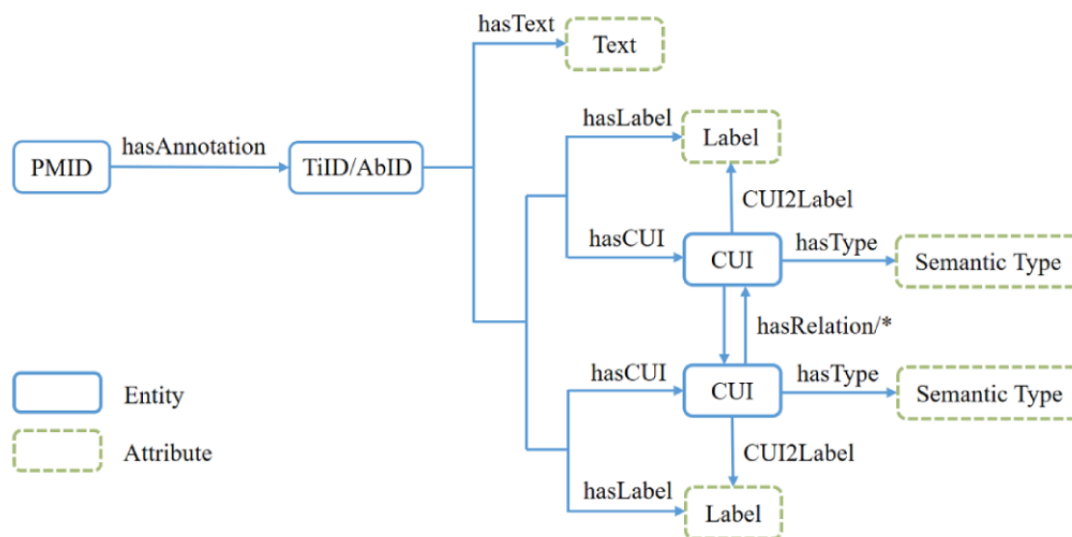 hasText
Text
hasLabel
Label
hasAnnotation
PMID
TiID/AbID
CUI2Label
hasCUI
CUI
hasType
Semantic Type
hasRelation/*
hasCUI
CUI
hasType
Semantic Type
Entity
Attribute
CUI2Label
hasLabel
Label